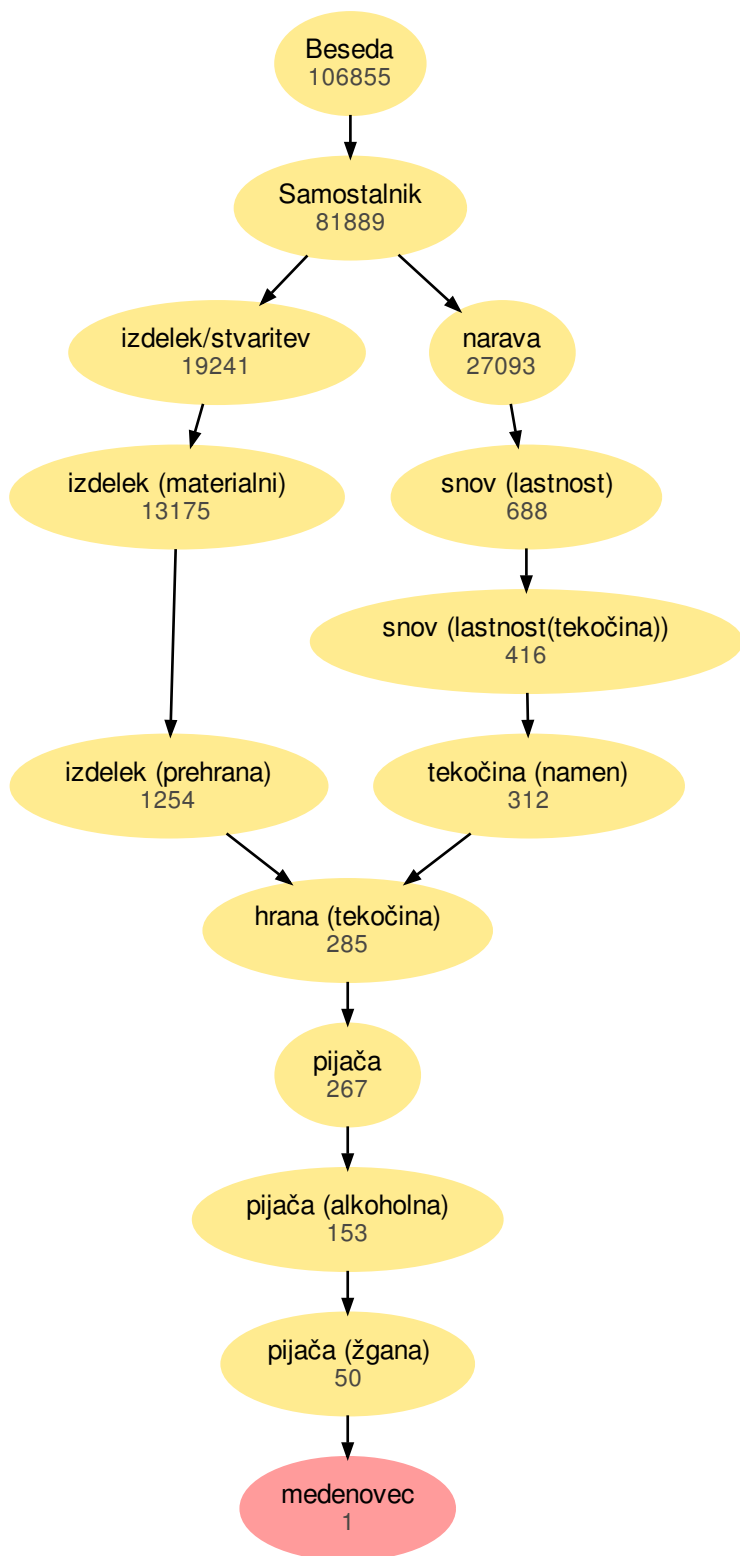 Beseda
106855
Samostalnik
81889
izdelek/stvaritev
19241
narava
27093
izdelek (materialni)
13175
snov (lastnost)
688
snov (lastnost(tekočina))
416
izdelek (prehrana)
1254
tekočina (namen)
312
hrana (tekočina)
285
pijača
267
pijača (alkoholna)
153
pijača (žgana)
50
medenovec
1